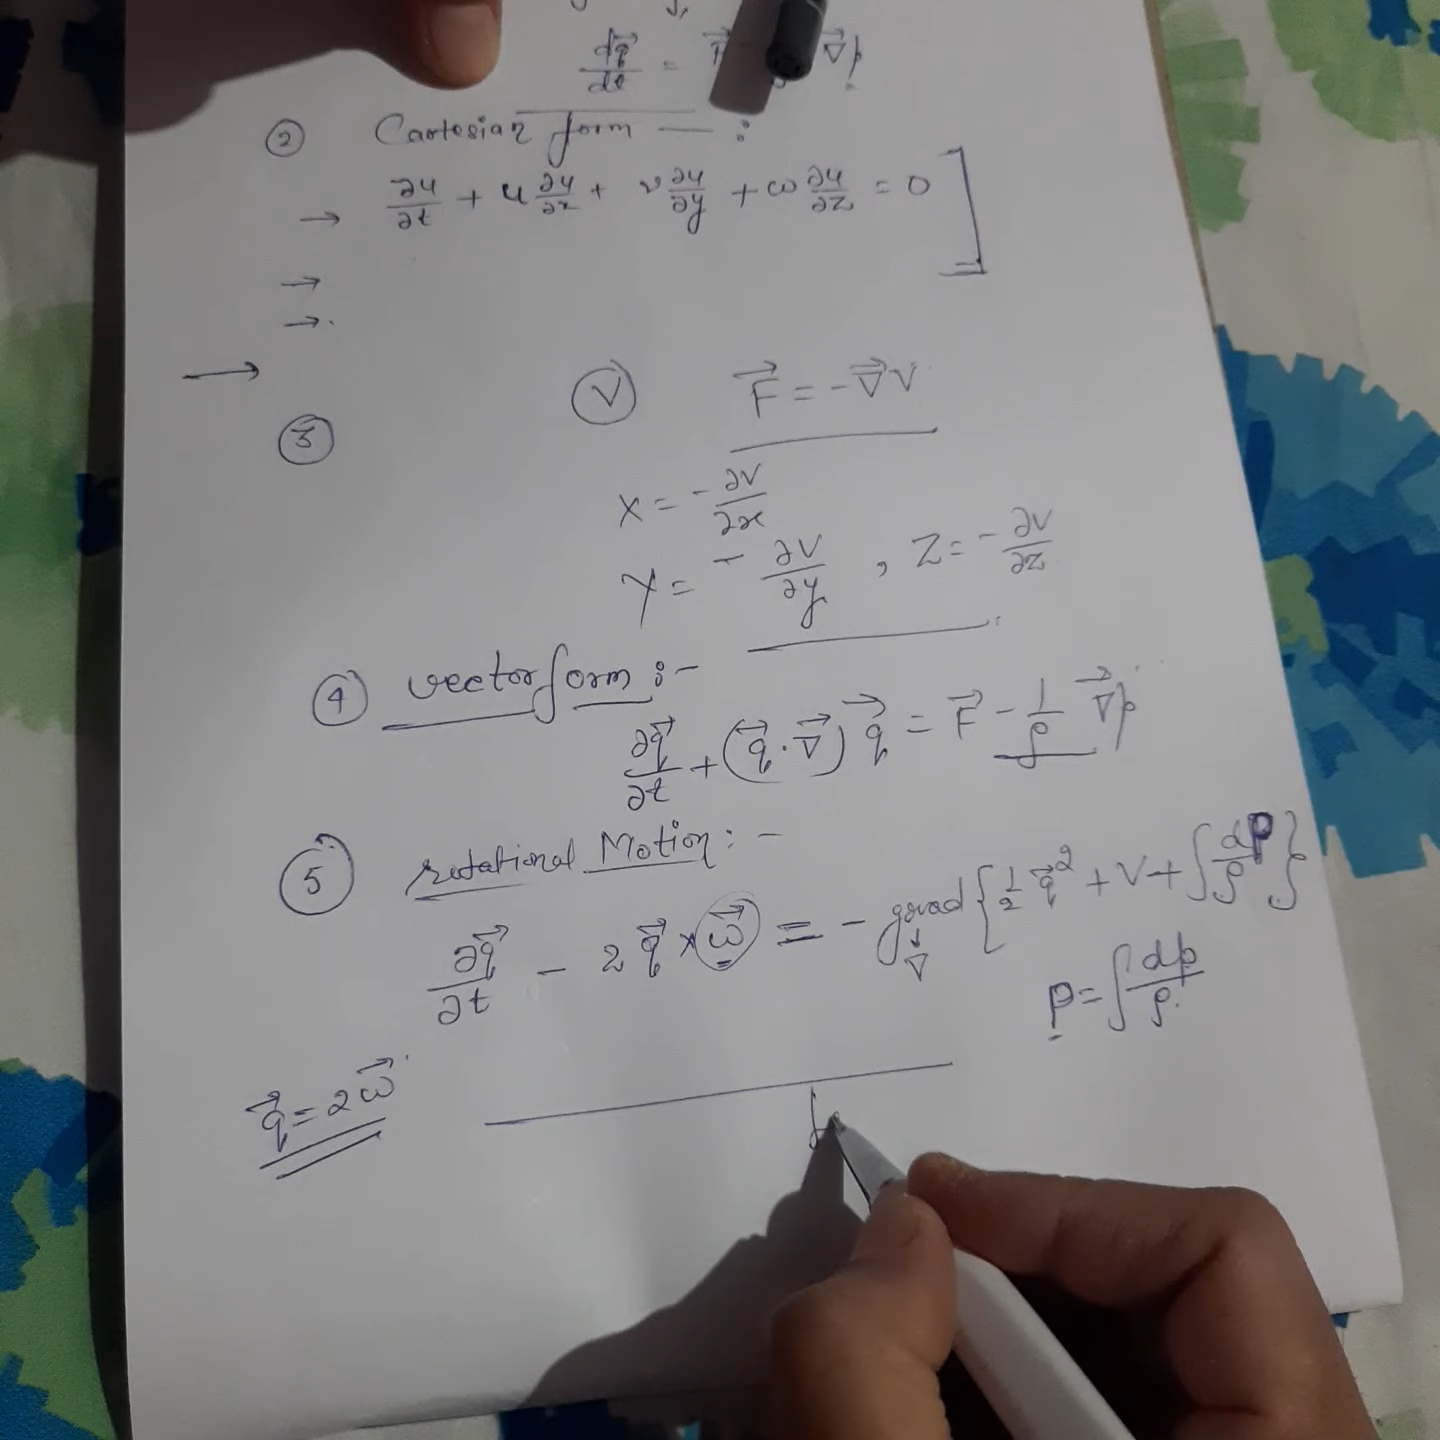 dq⃗/dt = F⃗ ∇⃗p
② Cartesian form — :
→ ∂u/∂t + u ∂u/∂x + v ∂u/∂y + ω ∂u/∂z = 0 ]
→
→.
→
③ Ⓥ F⃗ = -∇⃗V
X = - ∂V/∂x
Y = - ∂V/∂y , Z = - ∂V/∂z
④ vector form :-
∂q⃗/∂t + (q⃗.∇⃗) q⃗ = F⃗ - 1/ρ ∇⃗p
⑤ rotational Motion : -
∂q⃗/∂t - 2 q⃗ × ω⃗ = - grad { 1/2 q⃗² + V + ∫ dp/ρ }
↓
∇
P = ∫ dp/ρ.
q⃗ = 2ω⃗